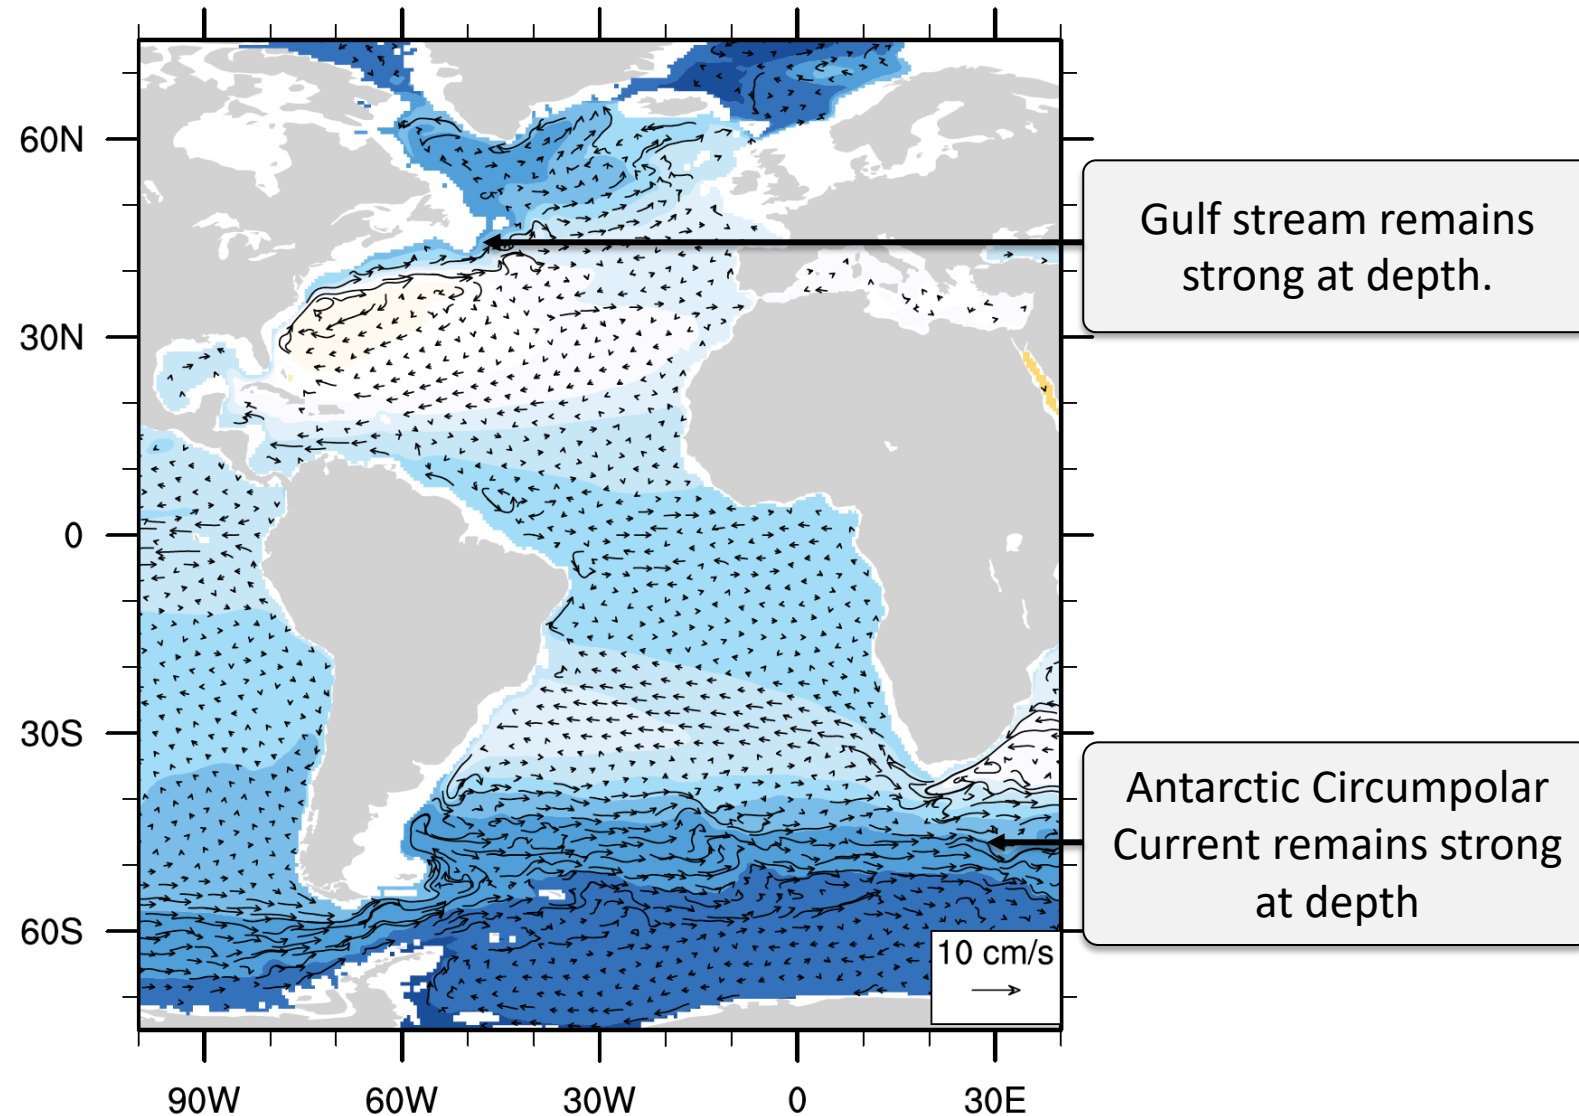 60N
30N
0
30S
60S
90W
60W
30W
0
30E
10 cm/s
Gulf stream remains
strong at depth.
Antarctic Circumpolar
Current remains strong
at depth